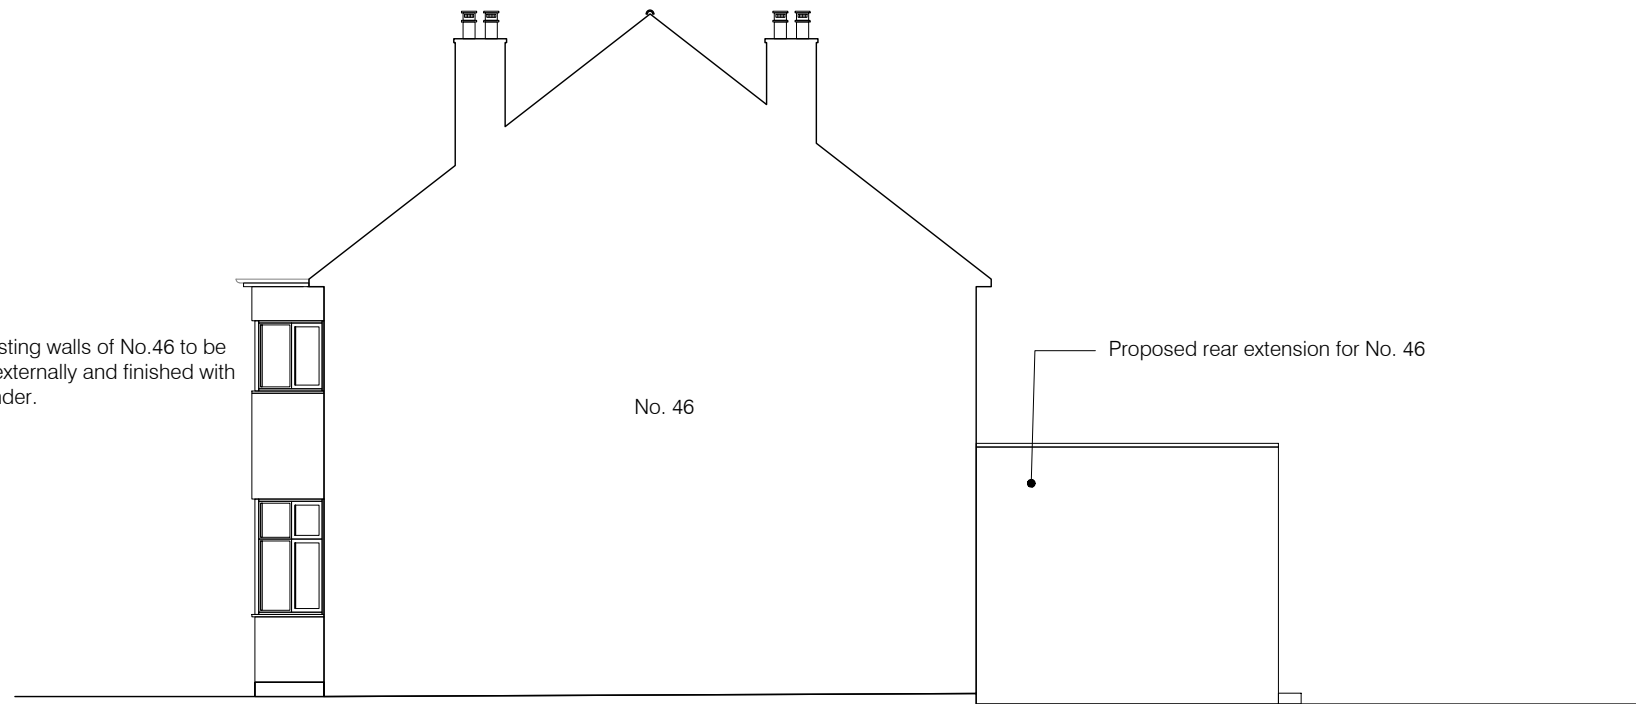 sting walls of No.46 to be
externally and finished with
nder.
No. 46
Proposed rear extension for No. 46